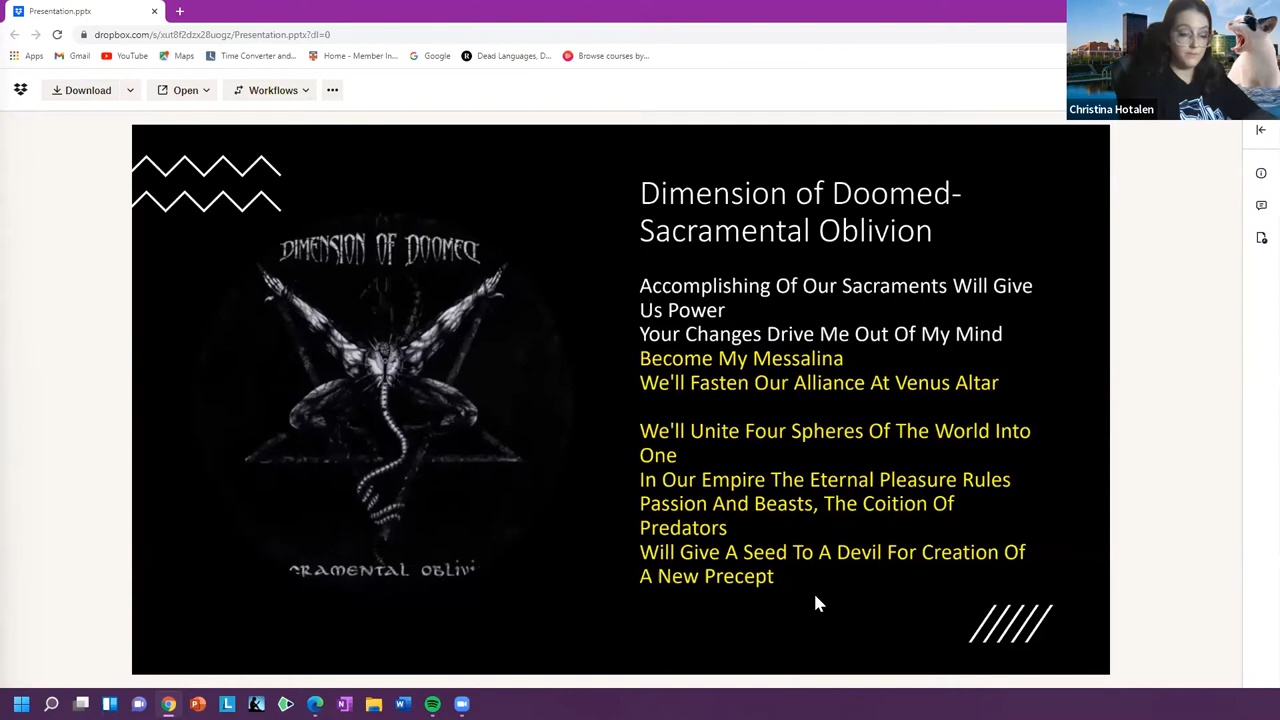 Presentation.pptx
dropbox.com/s/xut8f2dzx28uogz/Presentation.pptx?dl=0
Apps Gmail YouTube Maps Time Converter and... Home - Member In... Google Dead Languages, D... Browse courses by...
Download Open Workflows
Christina Hotalen
Dimension of Doomed-
Sacramental Oblivion
DIMENSION OF DOOMED
CRAMENTAL OBLIVI
Accomplishing Of Our Sacraments Will Give
Us Power
Your Changes Drive Me Out Of My Mind
Become My Messalina
We'll Fasten Our Alliance At Venus Altar
We'll Unite Four Spheres Of The World Into
One
In Our Empire The Eternal Pleasure Rules
Passion And Beasts, The Coition Of
Predators
Will Give A Seed To A Devil For Creation Of
A New Precept